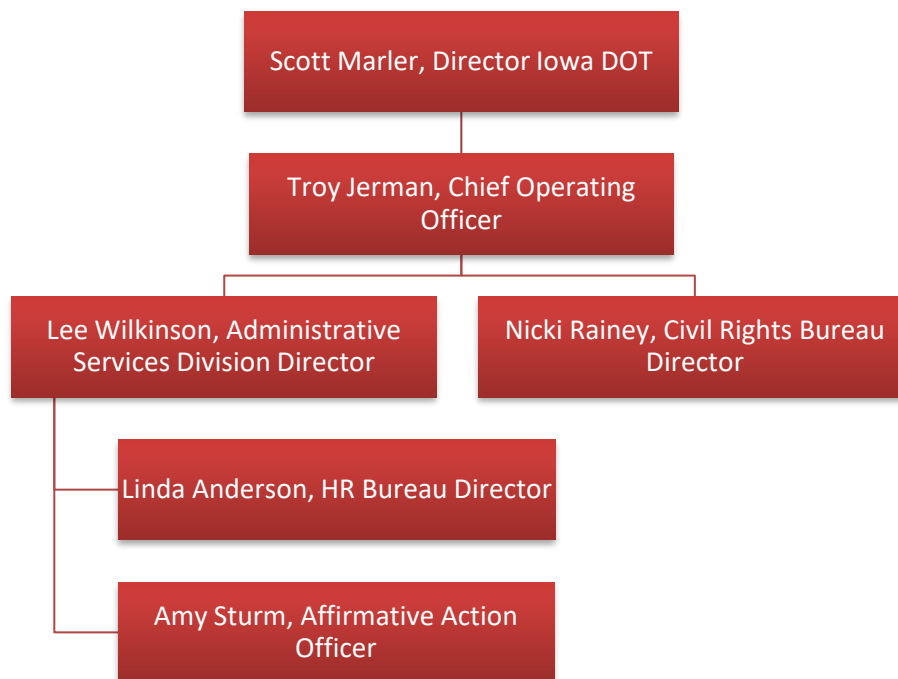 Scott Marler, Director Iowa DOT
Troy Jerman, Chief Operating
Officer
Lee Wilkinson, Administrative
Services Division Director
Nicki Rainey, Civil Rights Bureau
Director
Linda Anderson, HR Bureau Director
Amy Sturm, Affirmative Action
Officer